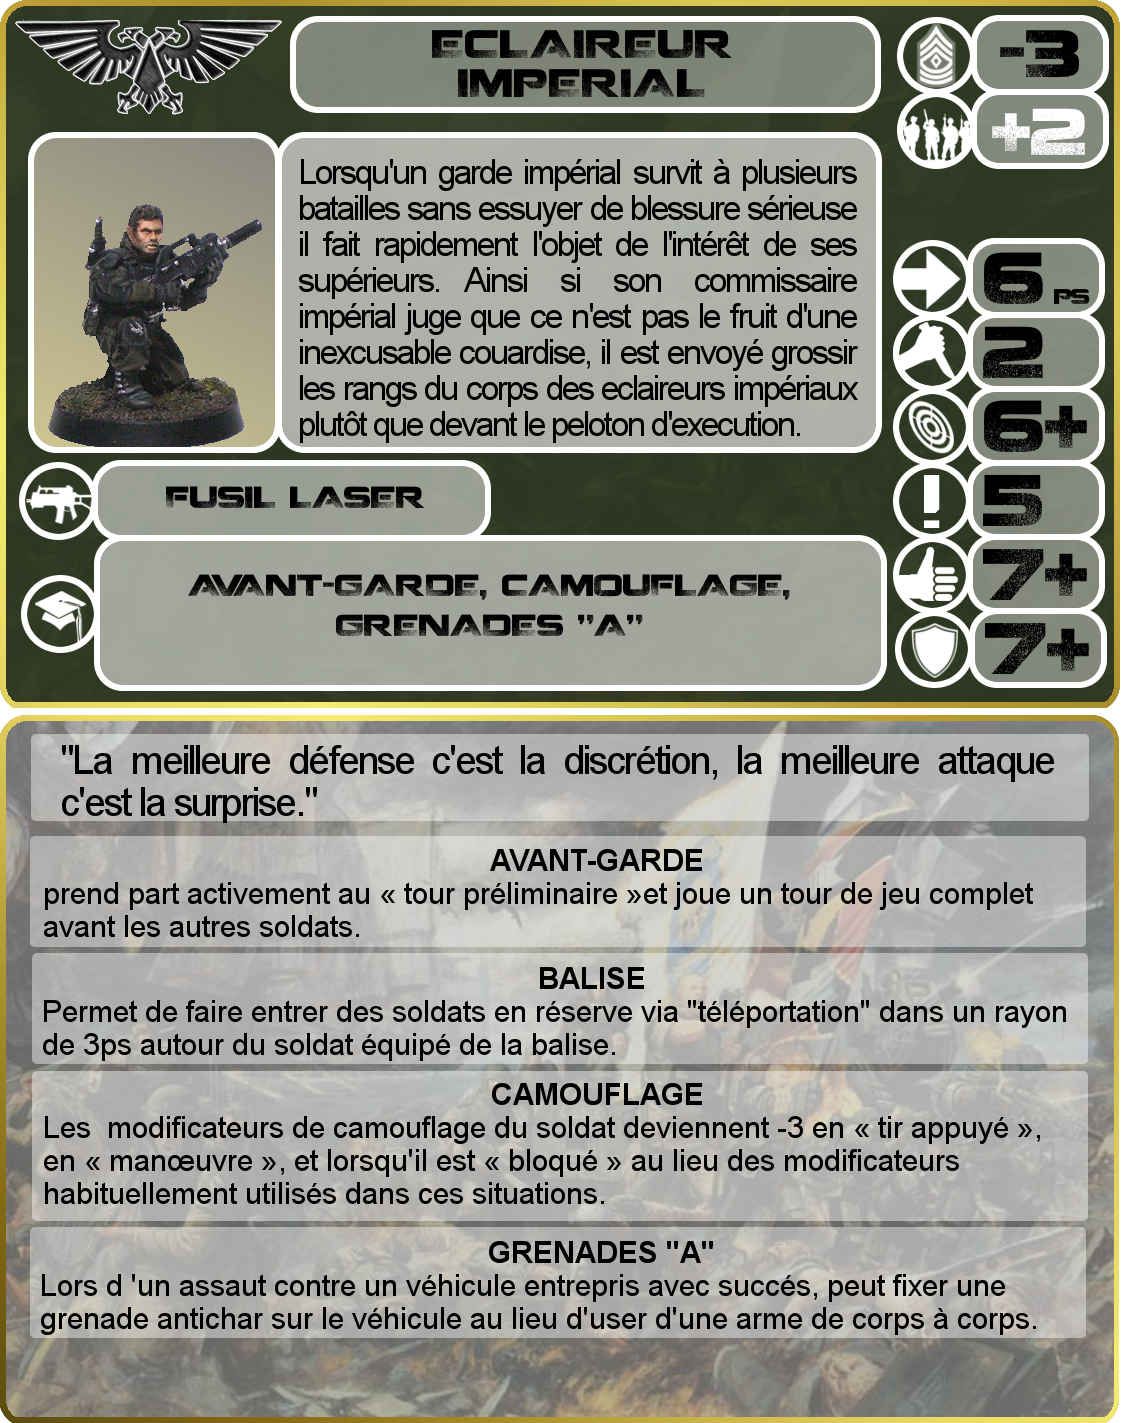 ECLAIREUR
IMPERIAL
-3
+2
Lorsqu'un garde impérial survit à plusieurs
batailles sans essuyer de blessure sérieuse
il fait rapidement l'objet de l'intérêt de ses
supérieurs. Ainsi si son commissaire
impérial juge que ce n'est pas le fruit d'une
inexcusable couardise, il est envoyé grossir
les rangs du corps des eclaireurs impériaux
plutôt que devant le peloton d'execution.
6 PS
2
6+
5
7+
7+
FUSIL LASER
AVANT-GARDE, CAMOUFLAGE,
GRENADES "A"
"La meilleure défense c'est la discrétion, la meilleure attaque
c'est la surprise."
AVANT-GARDE
prend part activement au « tour préliminaire »et joue un tour de jeu complet
avant les autres soldats.
BALISE
Permet de faire entrer des soldats en réserve via "téléportation" dans un rayon
de 3ps autour du soldat équipé de la balise.
CAMOUFLAGE
Les  modificateurs de camouflage du soldat deviennent -3 en « tir appuyé »,
en « manœuvre », et lorsqu'il est « bloqué » au lieu des modificateurs
habituellement utilisés dans ces situations.
GRENADES "A"
Lors d 'un assaut contre un véhicule entrepris avec succés, peut fixer une
grenade antichar sur le véhicule au lieu d'user d'une arme de corps à corps.